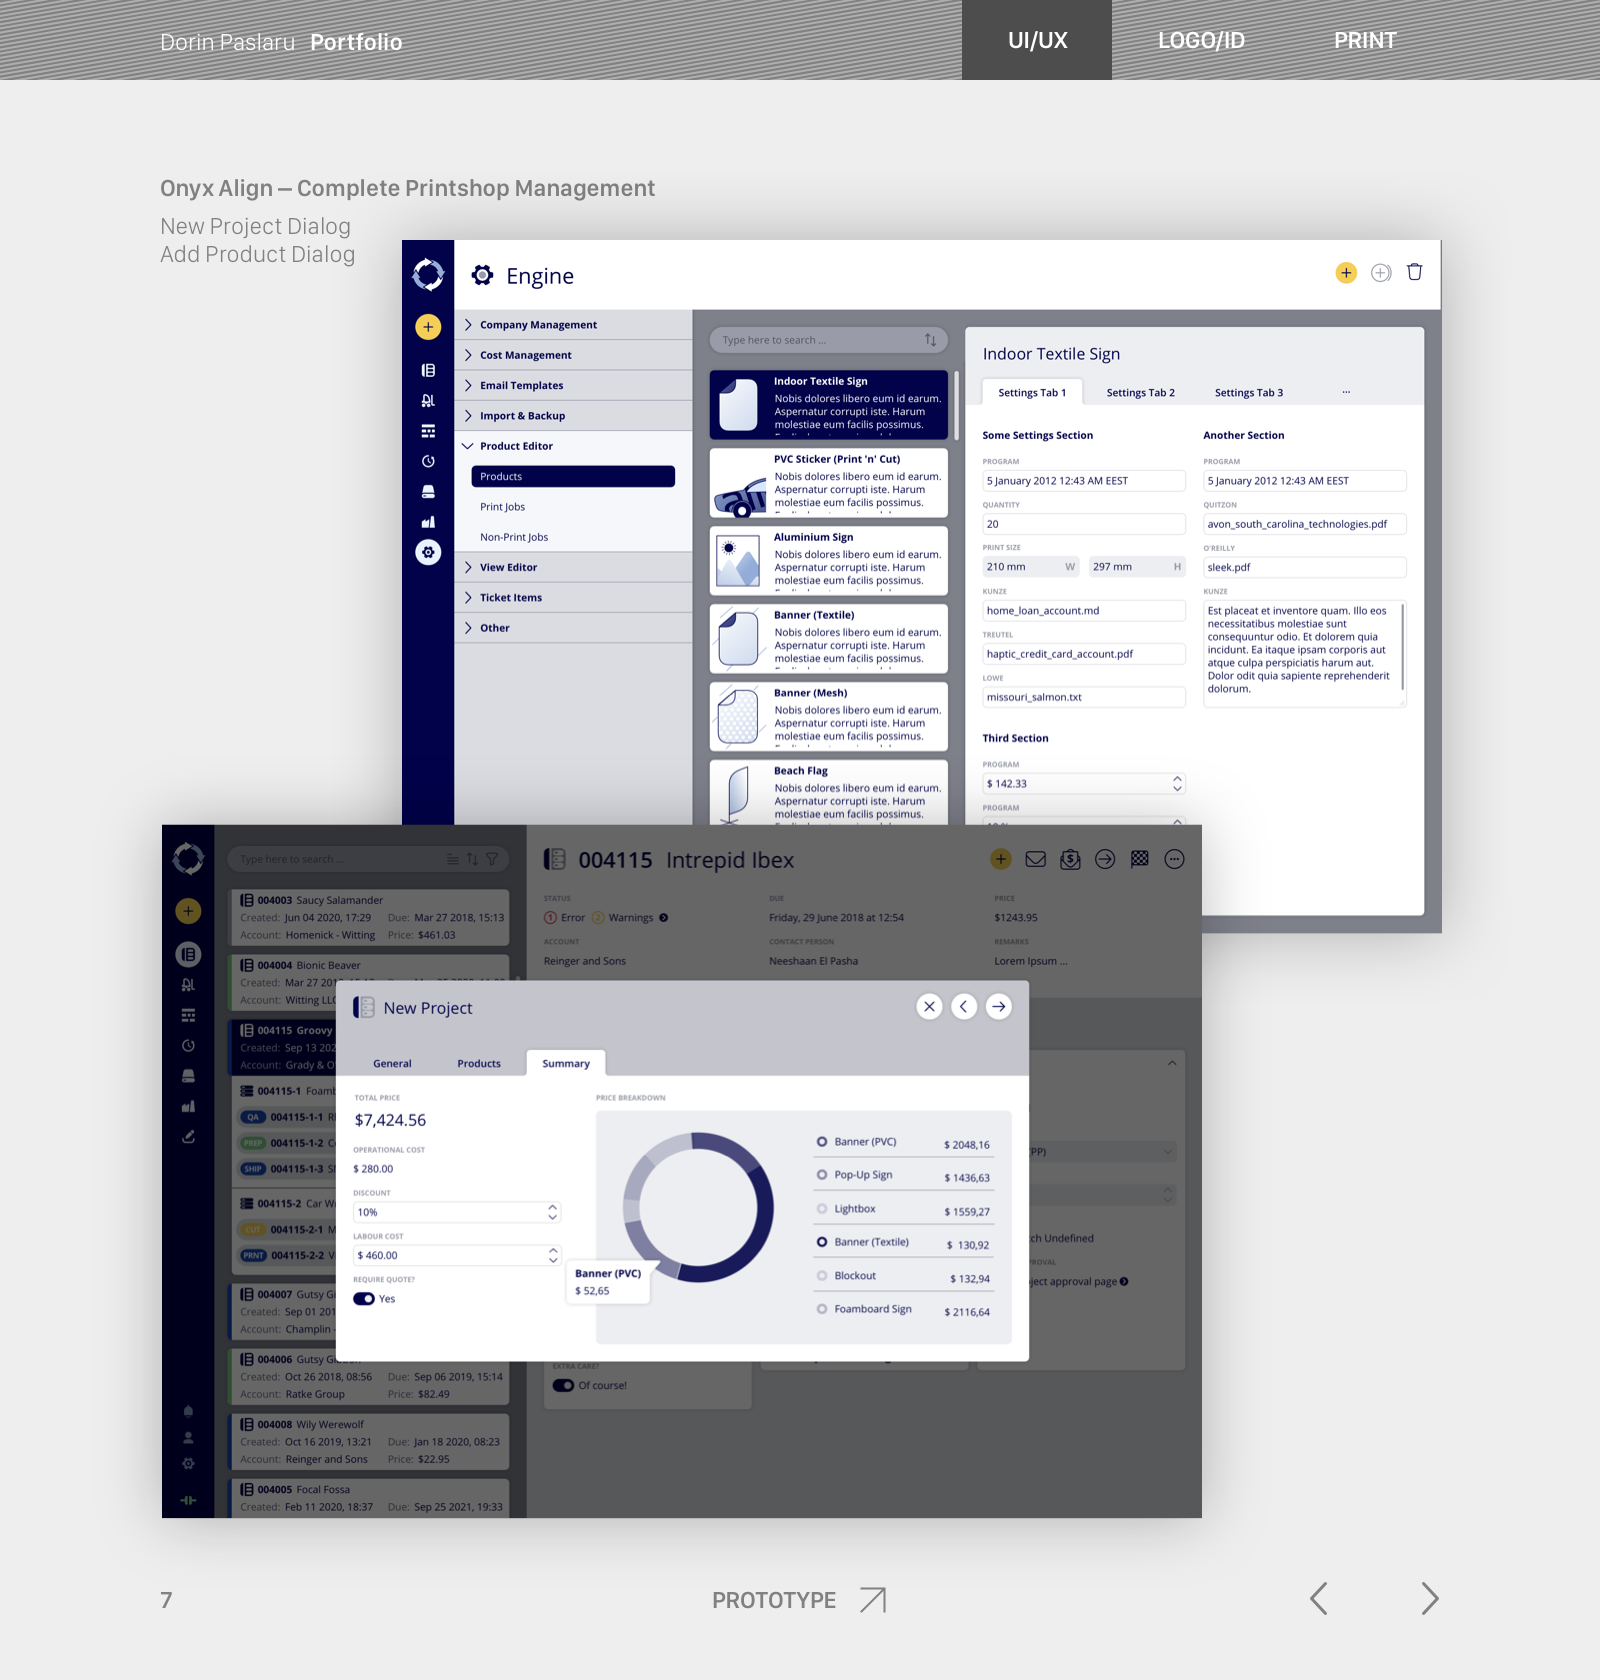 Dorin Paslaru Portfolio
UI/UX
LOGO/ID
PRINT
Onyx Align – Complete Printshop Management
New Project Dialog
Add Product Dialog
Engine
Company Management
Cost Management
Email Templates
Import & Backup
Product Editor
Products
Print Jobs
Non-Print Jobs
View Editor
Ticket Items
Other
Type here to search ...
Indoor Textile Sign
Nobis dolores libero eum id earum.
Aspernatur corrupti iste. Harum
molestiae eum facilis possimus.
PVC Sticker (Print 'n' Cut)
Nobis dolores libero eum id earum.
Aspernatur corrupti iste. Harum
molestiae eum facilis possimus.
Aluminium Sign
Nobis dolores libero eum id earum.
Aspernatur corrupti iste. Harum
molestiae eum facilis possimus.
Banner (Textile)
Nobis dolores libero eum id earum.
Aspernatur corrupti iste. Harum
molestiae eum facilis possimus.
Banner (Mesh)
Nobis dolores libero eum id earum.
Aspernatur corrupti iste. Harum
molestiae eum facilis possimus.
Beach Flag
Nobis dolores libero eum id earum.
Aspernatur corrupti iste. Harum
molestiae eum facilis possimus.
Indoor Textile Sign
Settings Tab 1
Settings Tab 2
Settings Tab 3
...
Some Settings Section
PROGRAM
5 January 2012 12:43 AM EEST
QUANTITY
20
PRINT SIZE
210 mm W 297 mm H
KUNZE
home_loan_account.md
TREUTEL
haptic_credit_card_account.pdf
LOWE
missouri_salmon.txt
Another Section
PROGRAM
5 January 2012 12:43 AM EEST
QUITZON
avon_south_carolina_technologies.pdf
O'REILLY
sleek.pdf
KUNZE
Est placeat et inventore quam. Illo eos
necessitatibus molestiae sunt
consequuntur odio. Et dolorem quia
incidunt. Ea itaque ipsam corporis aut
atque culpa perspiciatis harum aut.
Dolor odit quia sapiente reprehenderit
dolorum.
Third Section
PROGRAM
$ 142.33
PROGRAM
Type here to search ...
004003 Saucy Salamander
Created: Jun 04 2020, 17:29 Due: Mar 27 2018, 15:13
Account: Homenick - Witting Price: $461.03
004004 Bionic Beaver
Created: Mar 27 201
Account: Witting LLC
004115 Groovy
Created: Sep 13 202
Account: Grady & O
004115-1 Foamb
QA 004115-1-1
PREP 004115-1-2
SHIP 004115-1-3
004115-2 Car Wi
CUT 004115-2-1
PRNT 004115-2-2
004007 Gutsy Gi
Created: Sep 01 201
Account: Champlin -
004006 Gutsy Gi
Created: Oct 26 2018, 08:56 Due: Sep 06 2019, 15:14
Account: Ratke Group Price: $82.49
004008 Wily Werewolf
Created: Oct 16 2019, 13:21 Due: Jan 18 2020, 08:23
Account: Reinger and Sons Price: $22.95
004005 Focal Fossa
Created: Feb 11 2020, 18:37 Due: Sep 25 2021, 19:33
004115 Intrepid Ibex
STATUS
1 Error 2 Warnings
DUE
Friday, 29 June 2018 at 12:54
PRICE
$1243.95
ACCOUNT
Reinger and Sons
CONTACT PERSON
Neeshaan El Pasha
REMARKS
Lorem Ipsum ...
New Project
General
Products
Summary
TOTAL PRICE
$7,424.56
OPERATIONAL COST
$ 280.00
DISCOUNT
10%
LABOUR COST
$ 460.00
REQUIRE QUOTE?
Yes
PRICE BREAKDOWN
Banner (PVC)
$ 52,65
Banner (PVC) $ 2048,16
Pop-Up Sign $ 1436,63
Lightbox $ 1559,27
Banner (Textile) $ 130,92
Blockout $ 132,94
Foamboard Sign $ 2116,64
PP)
ch Undefined
ROVAL
ject approval page
EXTRA CARE?
Of course!
7
PROTOTYPE